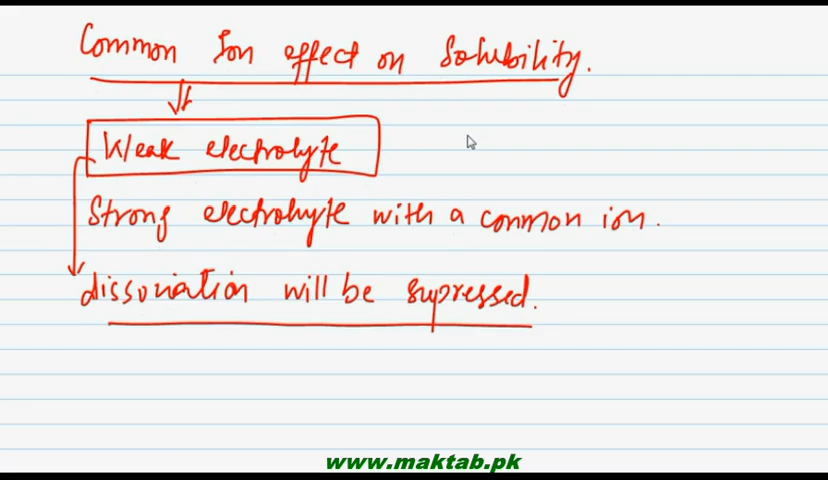 Common Ion effect on Solubility.
Weak electrolyte
Strong electrolyte with a common ion.
dissociation will be supressed.
www.maktab.pk